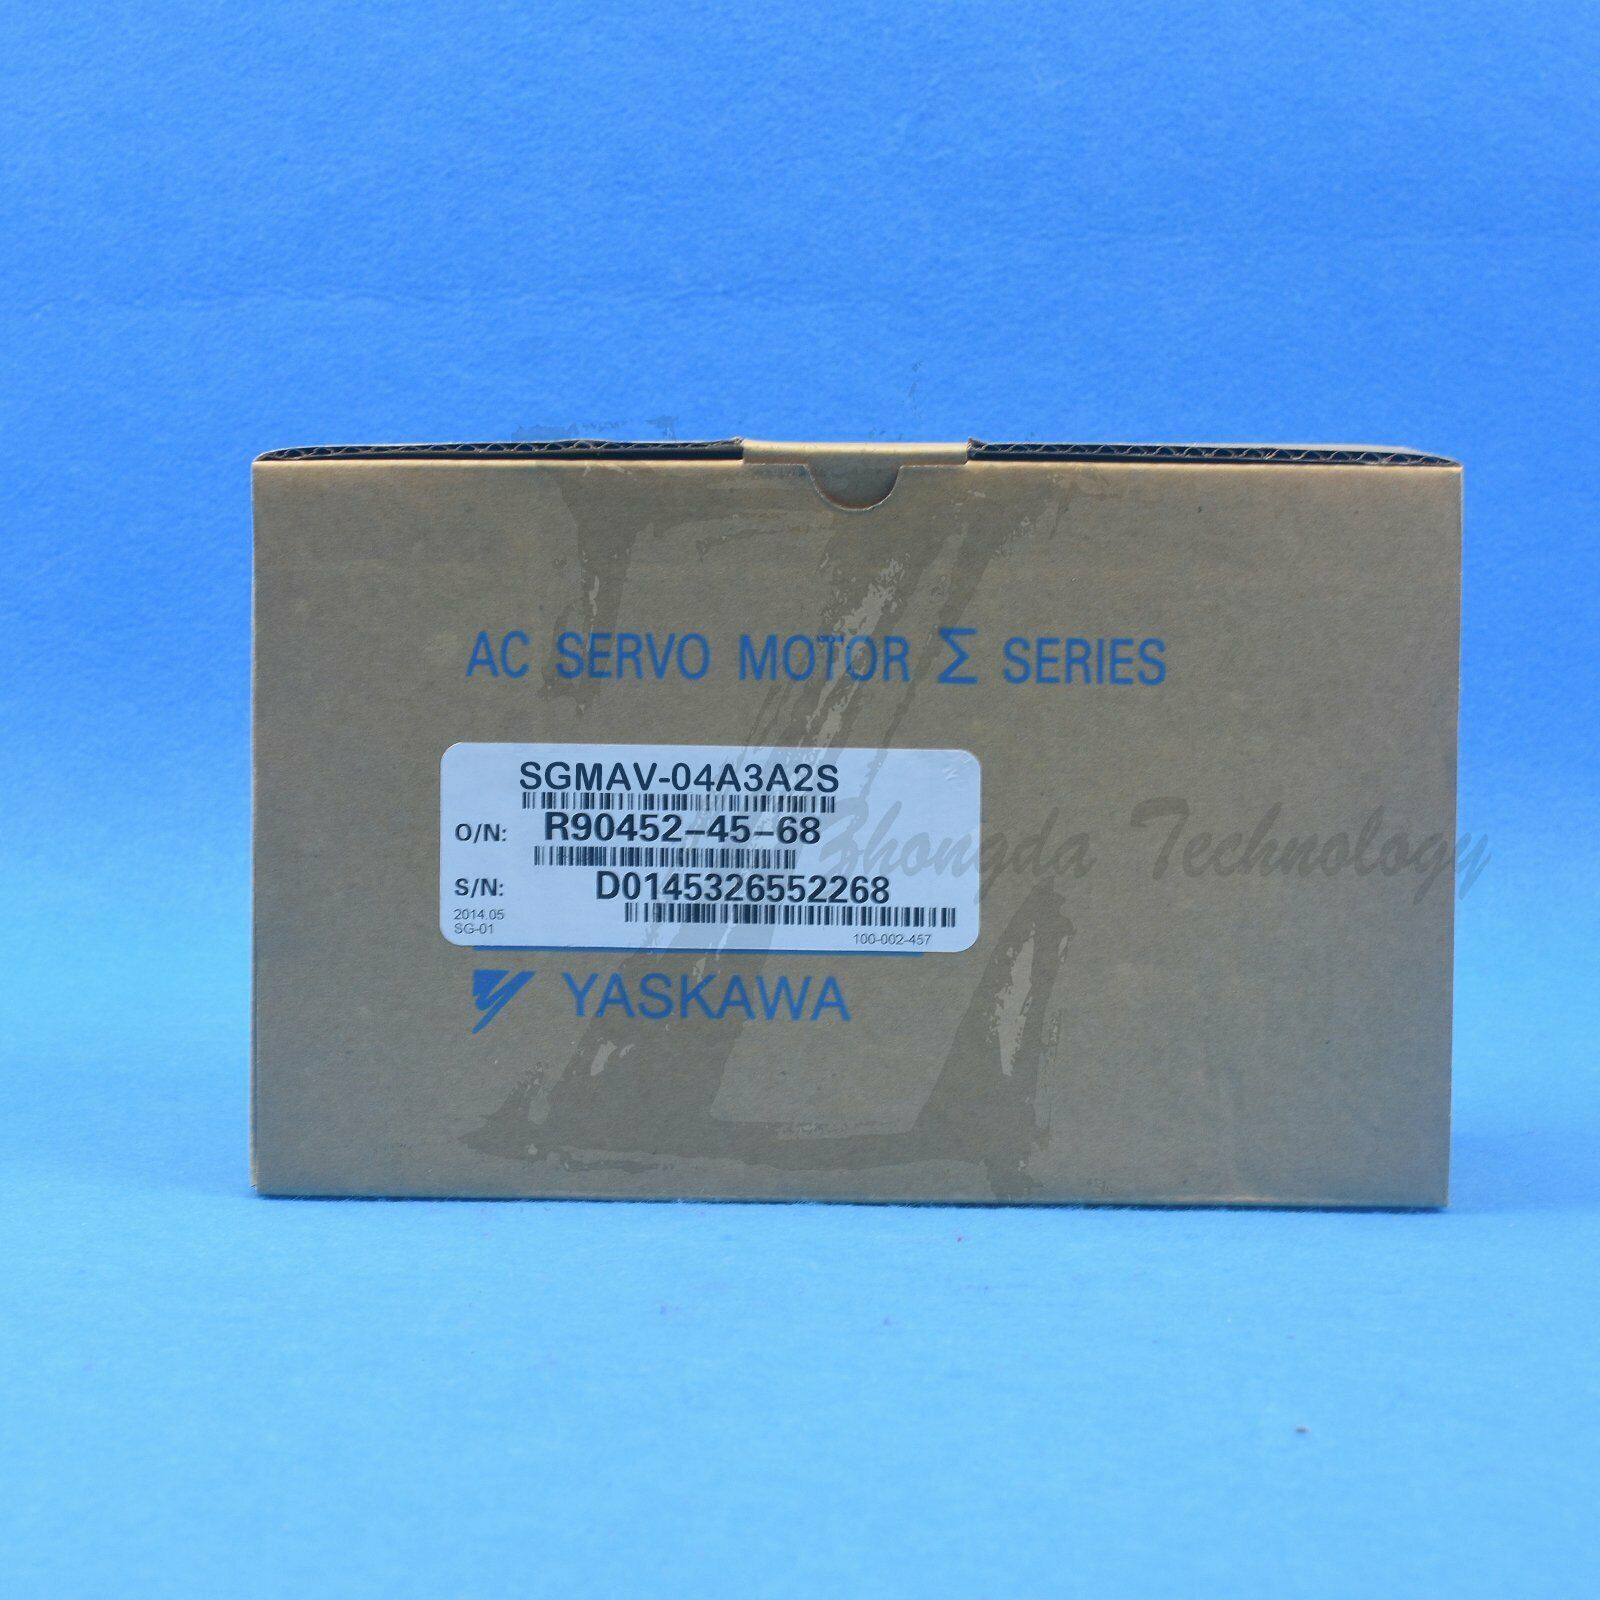 AC SERVO MOTOR Σ SERIES
SGMAV-04A3A2S
O/N: R90452-45-68
S/N: D0145326552268
2014.05
SG-01
100-002-457
YASKAWA
Zhongda Technology